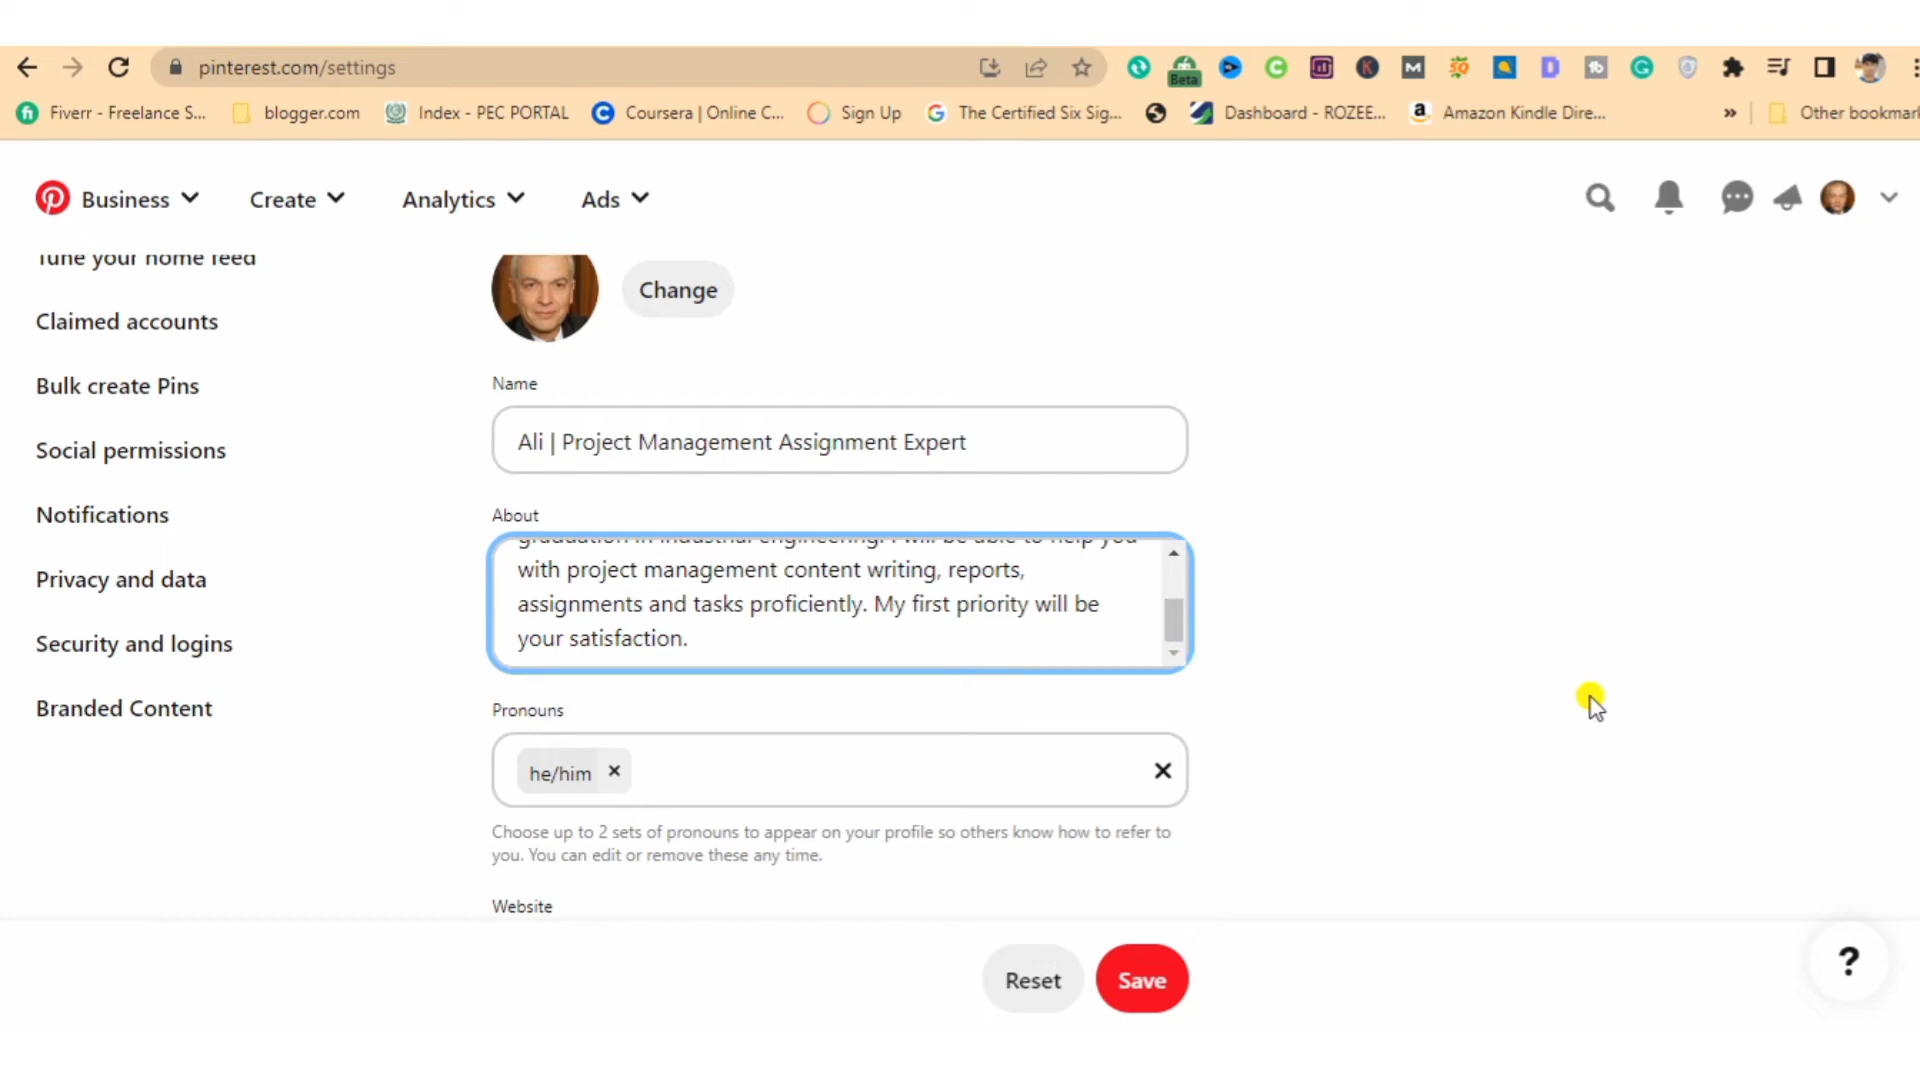 pinterest.com/settings
Beta
Fiverr - Freelance S...
blogger.com
Index - PEC PORTAL
Coursera | Online C...
Sign Up
The Certified Six Sig...
Dashboard - ROZEE...
Amazon Kindle Dire...
»
Other bookmark
Business
Create
Analytics
Ads
Tune your home feed
Claimed accounts
Bulk create Pins
Social permissions
Notifications
Privacy and data
Security and logins
Branded Content
Change
Name
Ali | Project Management Assignment Expert
About
graduation in industrial engineering. I will be able to help you
with project management content writing, reports,
assignments and tasks proficiently. My first priority will be
your satisfaction.
Pronouns
he/him
Choose up to 2 sets of pronouns to appear on your profile so others know how to refer to
you. You can edit or remove these any time.
Website
Reset
Save
?